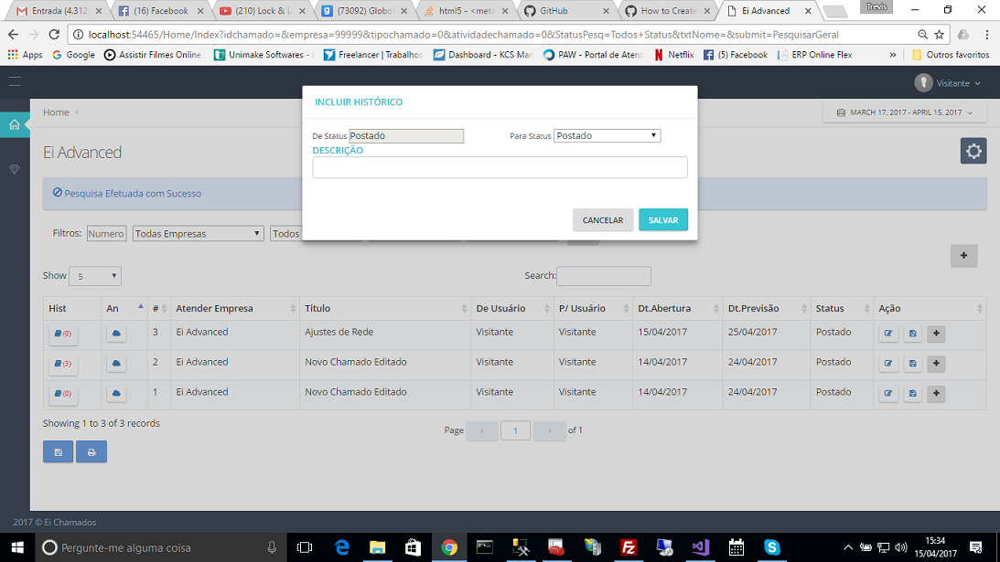 Entrada (4.312
(16) Facebook
(210) Lock & L
(73092) Globo
html5 - <meta
GitHub
How to Create
Ei Advanced
Trevis
localhost:54465/Home/Index?idchamado=&empresa=99999&tipochamado=0&atividadechamado=0&StatusPesq=Todos+Status&txtNome=&submit=PesquisarGeral
Apps Google Assistir Filmes Online Unimake Softwares - Freelancer | Trabalhos Dashboard - KCS Man PAW - Portal de Aten Netflix (5) Facebook ERP Online Flex » Outros favoritos
Visitante
Home
MARCH 17, 2017 - APRIL 15, 2017
Ei Advanced
Pesquisa Efetuada com Sucesso
INCLUIR HISTÓRICO
De Status Postado Para Status Postado
DESCRIÇÃO
CANCELAR SALVAR
Filtros: Numero Todas Empresas Todos
+
Show 5 Search:
Hist An # Atender Empresa Titulo De Usuário P/ Usuário Dt.Abertura Dt.Previsão Status Ação
(0) 3 Ei Advanced Ajustes de Rede Visitante Visitante 15/04/2017 25/04/2017 Postado +
(3) 2 Ei Advanced Novo Chamado Editado Visitante Visitante 14/04/2017 24/04/2017 Postado +
(0) 1 Ei Advanced Novo Chamado Editado Visitante Visitante 14/04/2017 24/04/2017 Postado +
Showing 1 to 3 of 3 records
Page < 1 > of 1
2017 © Ei Chamados
Pergunte-me alguma coisa
15:34
15/04/2017